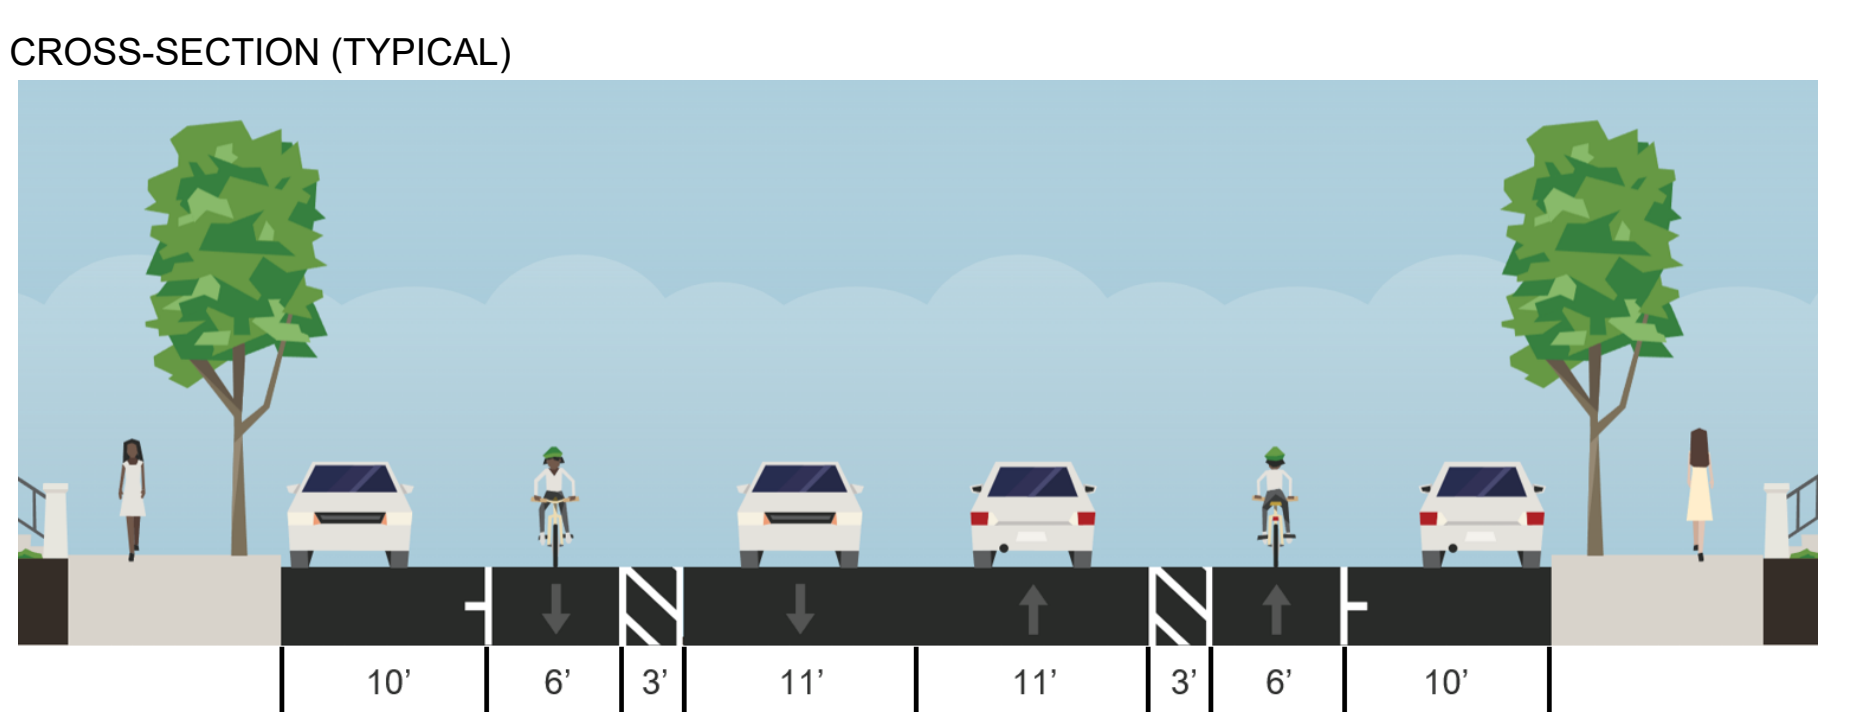 CROSS-SECTION (TYPICAL)
10’ 6’ 3’ 11’ 11’ 3’ 6’ 10’